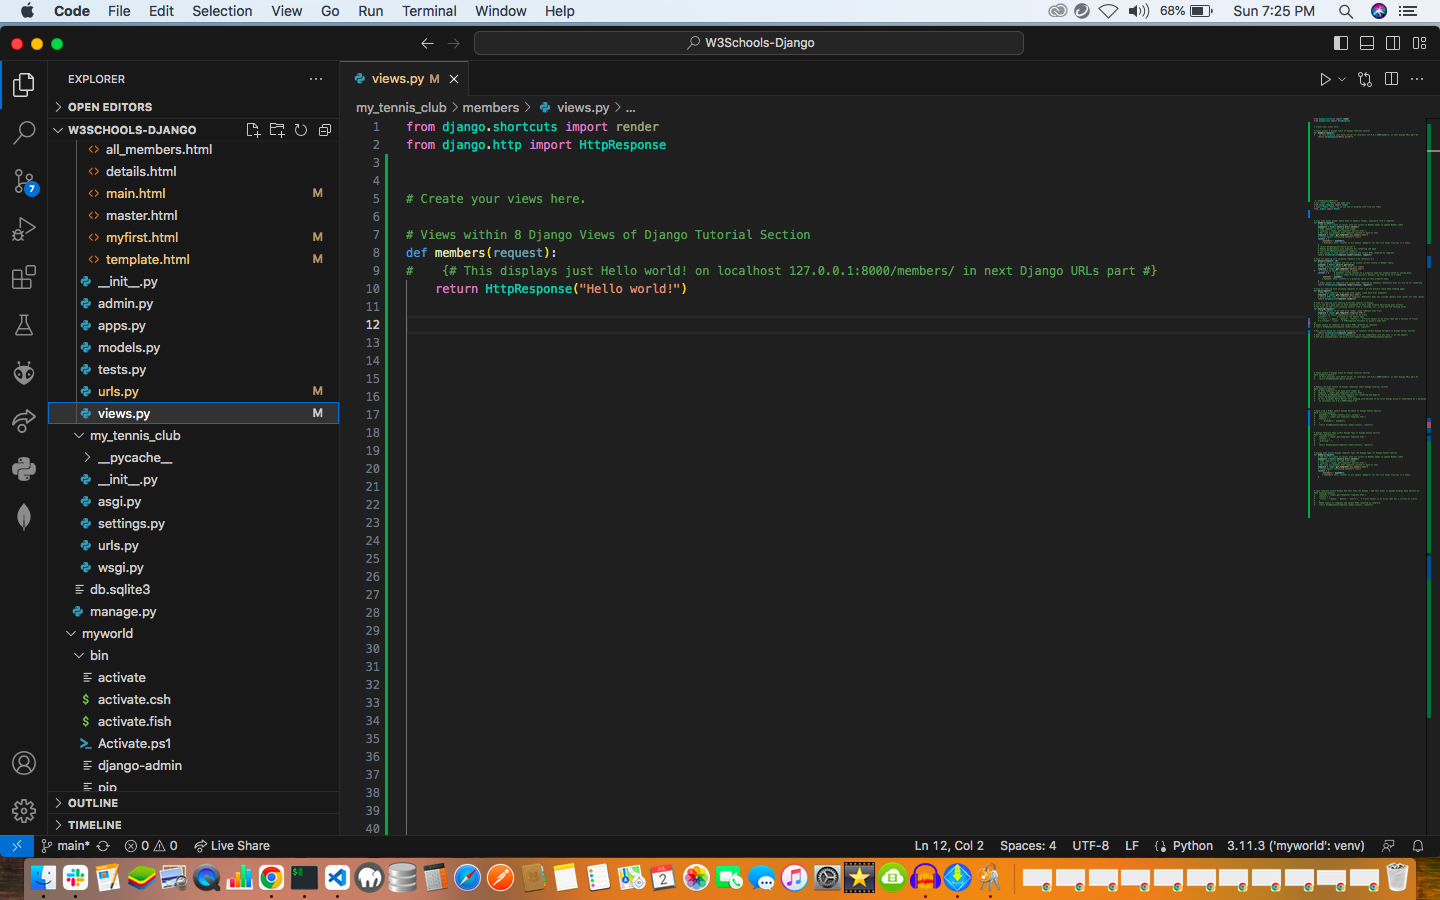 Code File Edit Selection View Go Run Terminal Window Help 68% Sun 7:25 PM
W3Schools-Django
EXPLORER
OPEN EDITORS
W3SCHOOLS-DJANGO
all_members.html
details.html
main.html M
master.html
myfirst.html M
template.html M
__init__.py
admin.py
apps.py
models.py
tests.py
urls.py M
views.py M
my_tennis_club
__pycache__
__init__.py
asgi.py
settings.py
urls.py
wsgi.py
db.sqlite3
manage.py
myworld
bin
activate
$ activate.csh
$ activate.fish
Activate.ps1
django-admin
pip
OUTLINE
TIMELINE
7
views.py M
my_tennis_club > members > views.py > ...
1 from django.shortcuts import render
2 from django.http import HttpResponse
3
4
5 # Create your views here.
6
7 # Views within 8 Django Views of Django Tutorial Section
8 def members(request):
9 #    {# This displays just Hello world! on localhost 127.0.0.1:8000/members/ in next Django URLs part #}
10     return HttpResponse("Hello world!")
11
12
13
14
15
16
17
18
19
20
21
22
23
24
25
26
27
28
29
30
31
32
33
34
35
36
37
38
39
40
main* 0 0 Live Share Ln 12, Col 2 Spaces: 4 UTF-8 LF Python 3.11.3 ('myworld': venv)
2